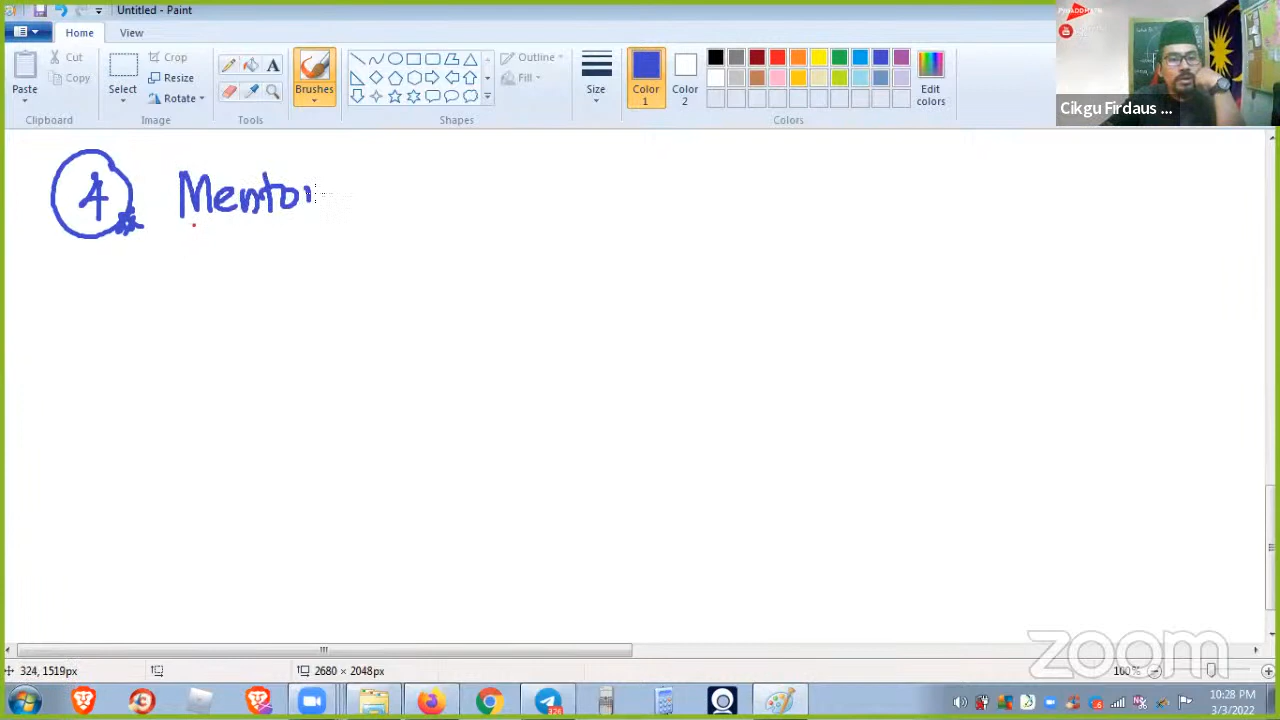 Untitled - Paint
Home View
Cut
Copy
Paste
Clipboard
Crop
Resize
Rotate
Select
Image
Tools
Brushes
Outline
Fill
Shapes
Size
Color 1
Color 2
Edit colors
Colors
Cikgu Firdaus ...
4 Mentor
zoom
324, 1519px
2680 × 2048px
100%
326
10:28 PM
3/3/2022